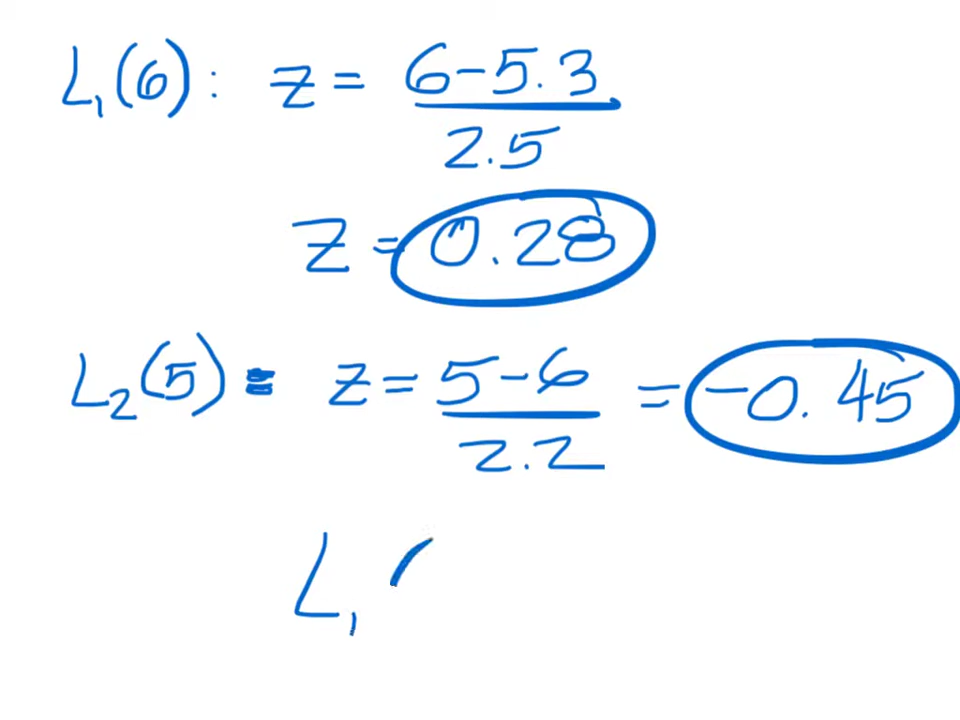 L₁(6): z = 6-5.3
2.5
z = 0.28
L₂(5) = z = 5-6 = -0.45
2.2
L₁(